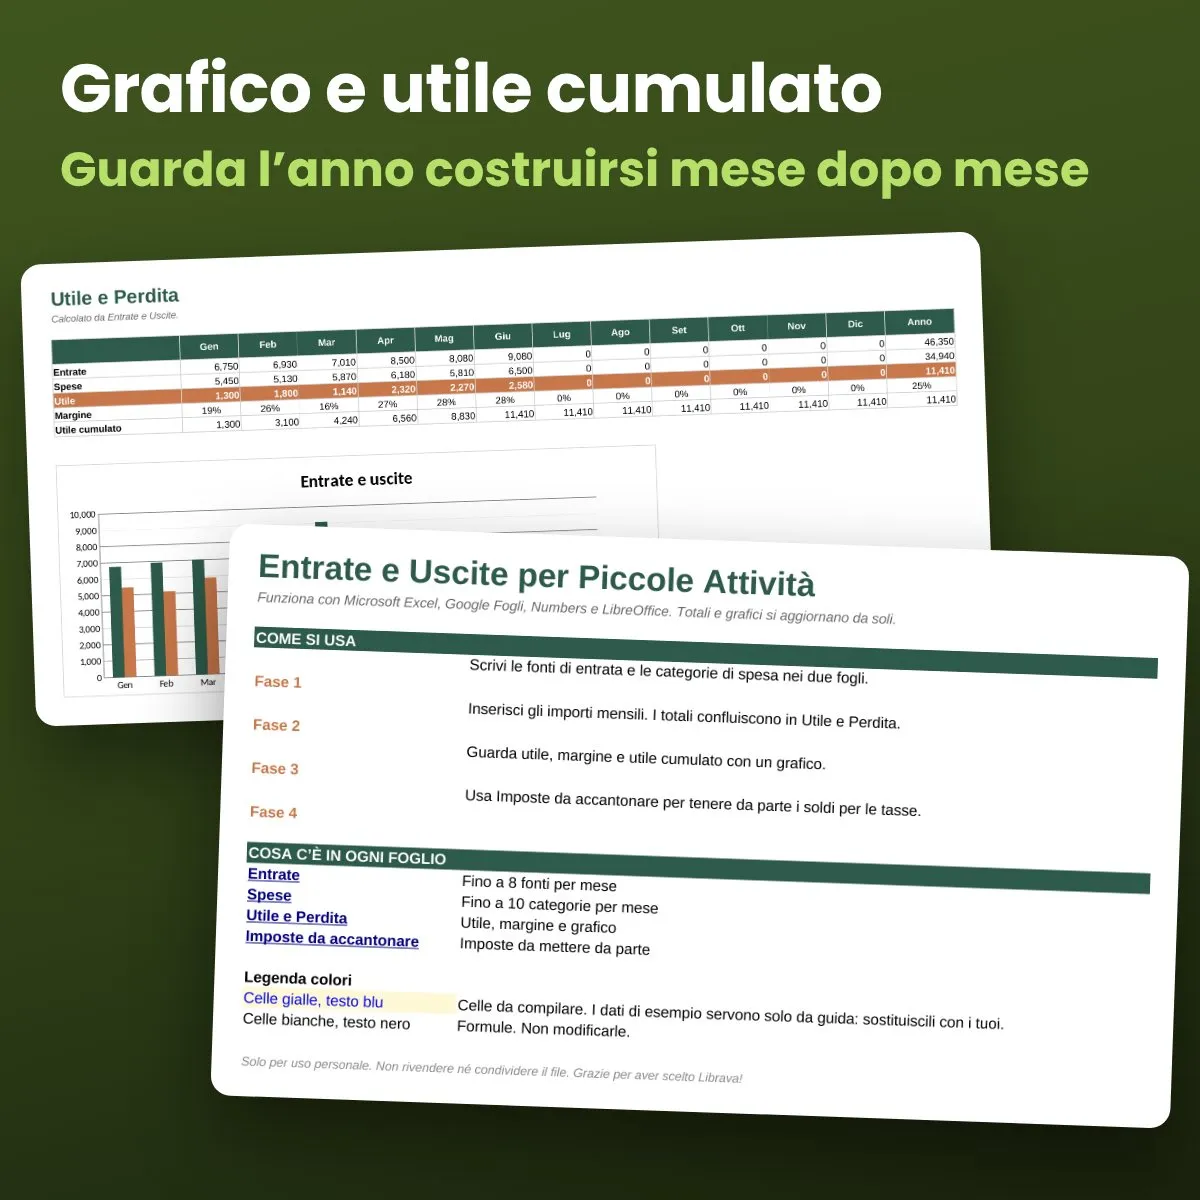 Grafico e utile cumulato
Guarda l’anno costruirsi mese dopo mese
Utile e Perdita
Calcolato da Entrate e Uscite.
Gen Feb Mar Apr Mag Giu Lug Ago Set Ott Nov Dic Anno
Entrate 6,750 6,930 7,010 8,500 8,080 9,080 0 0 0 0 0 0 46,350
Spese 5,450 5,130 5,870 6,180 5,810 6,500 0 0 0 0 0 0 34,940
Utile 1,300 1,800 1,140 2,320 2,270 2,580 0 0 0 0 0 0 11,410
Margine 19% 26% 16% 27% 28% 28% 0% 0% 0% 0% 0% 0% 25%
Utile cumulato 1,300 3,100 4,240 6,560 8,830 11,410 11,410 11,410 11,410 11,410 11,410 11,410 11,410
Entrate e uscite
10,000
9,000
8,000
7,000
6,000
5,000
4,000
3,000
2,000
1,000
0
Gen Feb Mar
Entrate e Uscite per Piccole Attività
Funziona con Microsoft Excel, Google Fogli, Numbers e LibreOffice. Totali e grafici si aggiornano da soli.
COME SI USA
Fase 1 Scrivi le fonti di entrata e le categorie di spesa nei due fogli.
Fase 2 Inserisci gli importi mensili. I totali confluiscono in Utile e Perdita.
Fase 3 Guarda utile, margine e utile cumulato con un grafico.
Fase 4 Usa Imposte da accantonare per tenere da parte i soldi per le tasse.
COSA C’È IN OGNI FOGLIO
Entrate Fino a 8 fonti per mese
Spese Fino a 10 categorie per mese
Utile e Perdita Utile, margine e grafico
Imposte da accantonare Imposte da mettere da parte
Legenda colori
Celle gialle, testo blu Celle da compilare. I dati di esempio servono solo da guida: sostituiscili con i tuoi.
Celle bianche, testo nero Formule. Non modificarle.
Solo per uso personale. Non rivendere né condividere il file. Grazie per aver scelto Librava!